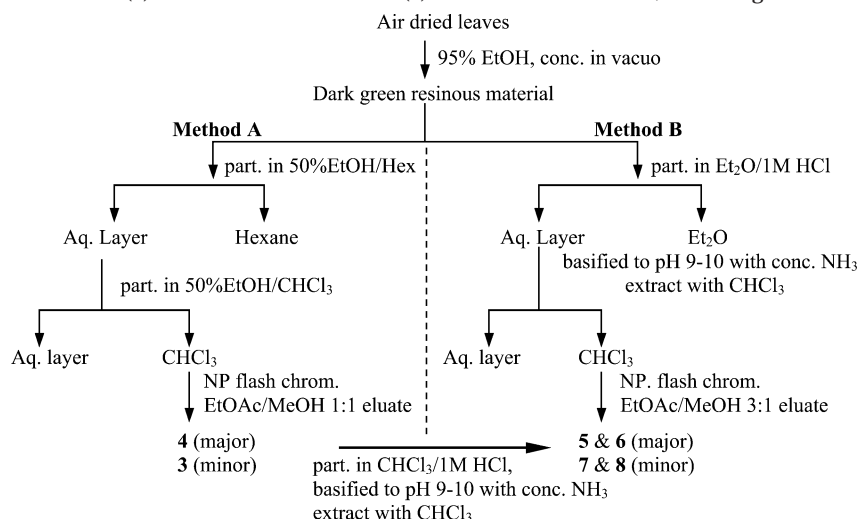 Air dried leaves
95% EtOH, conc. in vacuo
Dark green resinous material
Method A
Method B
part. in 50%EtOH/Hex
part. in Et₂O/1M HCl
Aq. Layer
Hexane
Aq. Layer
Et₂O
basified to pH 9-10 with conc. NH₃
extract with CHCl₃
part. in 50%EtOH/CHCl₃
Aq. layer
CHCl₃
Aq. layer
CHCl₃
NP flash chrom.
EtOAc/MeOH 1:1 eluate
NP. flash chrom.
EtOAc/MeOH 3:1 eluate
4 (major)
3 (minor)
5 & 6 (major)
7 & 8 (minor)
part. in CHCl₃/1M HCl,
basified to pH 9-10 with conc. NH₃
extract with CHCl₃